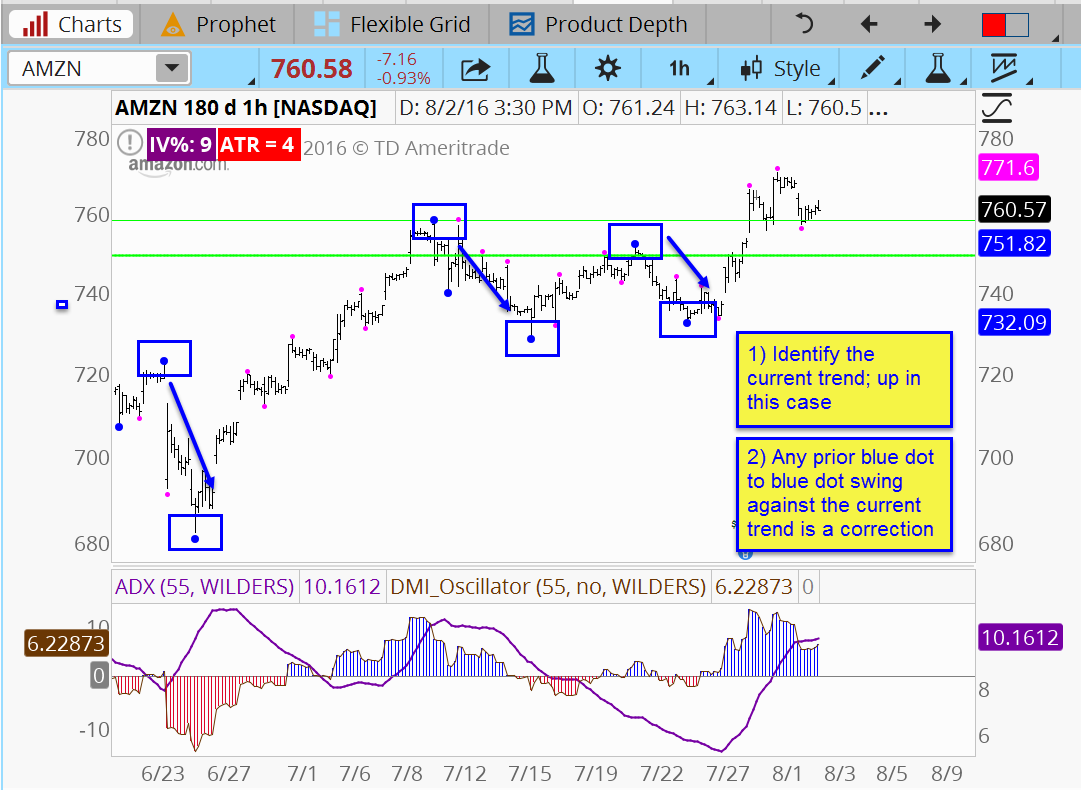 Charts Prophet Flexible Grid Product Depth
AMZN 760.58 -7.16 1h Style
-0.93%
AMZN 180 d 1h [NASDAQ] D: 8/2/16 3:30 PM O: 761.24 H: 763.14 L: 760.5 ...
IV%: 9 ATR = 4 2016 © TD Ameritrade
amazon.com.
780 780
771.6
760 760.57
751.82
740 740
732.09
720 720
700 700
680 680
1) Identify the
current trend; up in
this case
2) Any prior blue dot
to blue dot swing
against the current
trend is a correction
ADX (55, WILDERS) 10.1612 DMI_Oscillator (55, no, WILDERS) 6.22873 0
10
6.22873 10.1612
0 8
-10 6
6/23 6/27 7/1 7/6 7/8 7/12 7/15 7/19 7/22 7/27 8/1 8/3 8/5 8/9